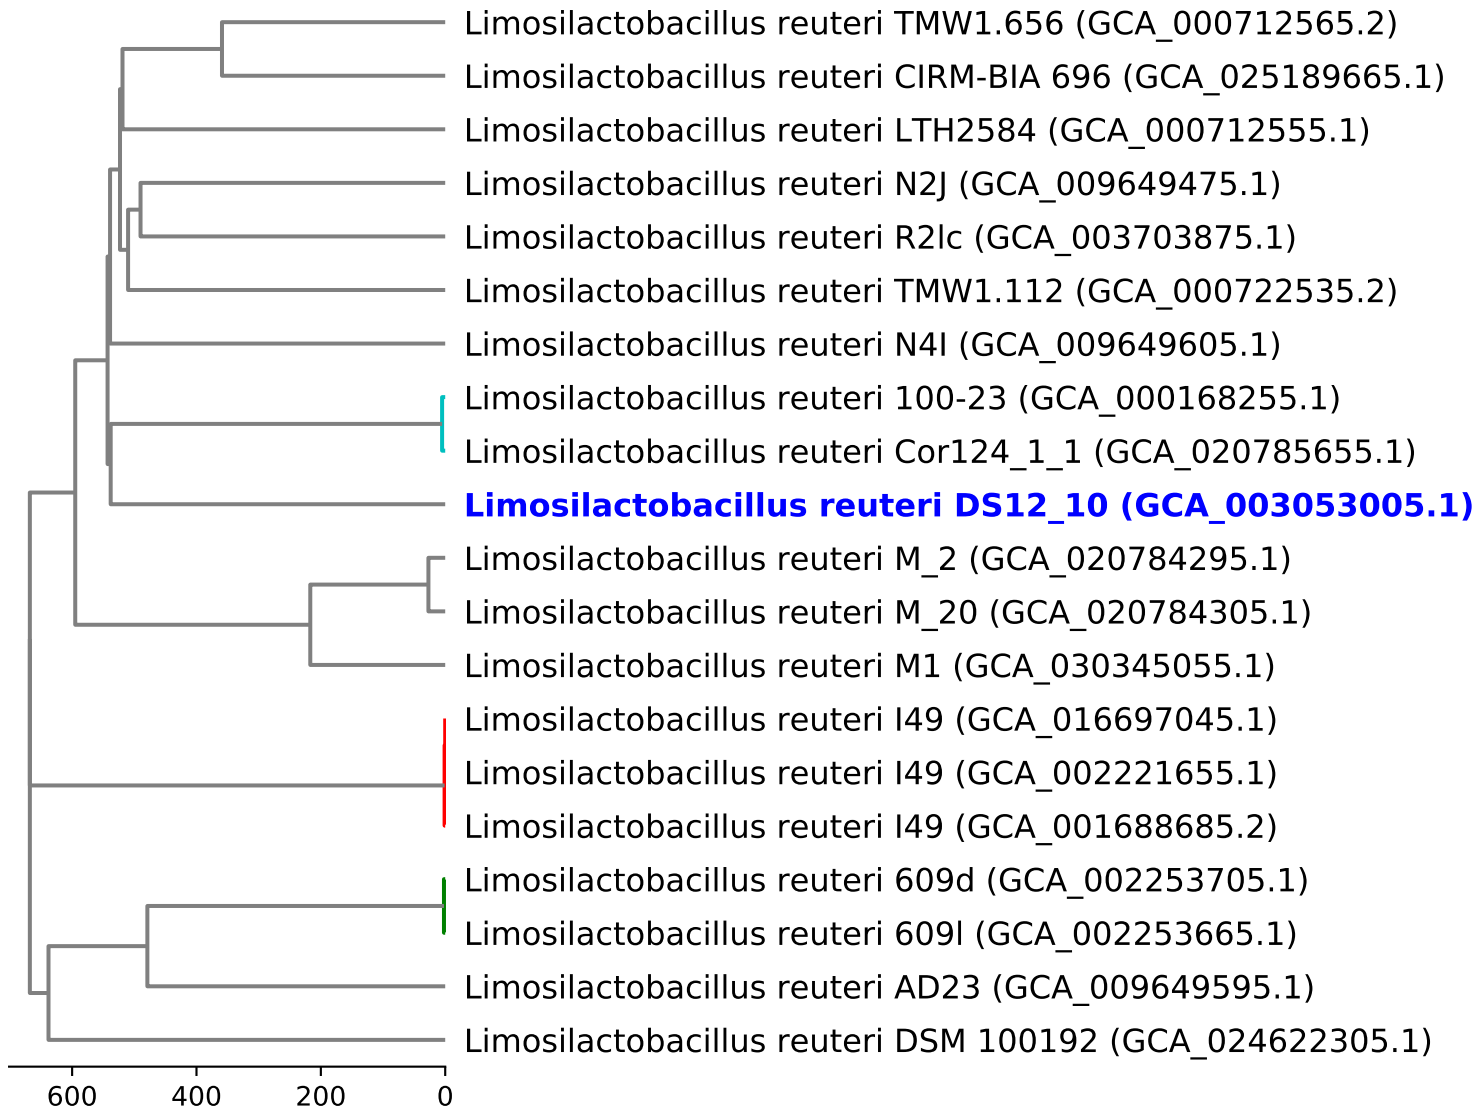 Limosilactobacillus reuteri TMW1.656 (GCA_000712565.2)
Limosilactobacillus reuteri CIRM-BIA 696 (GCA_025189665.1)
Limosilactobacillus reuteri LTH2584 (GCA_000712555.1)
Limosilactobacillus reuteri N2J (GCA_009649475.1)
Limosilactobacillus reuteri R2lc (GCA_003703875.1)
Limosilactobacillus reuteri TMW1.112 (GCA_000722535.2)
Limosilactobacillus reuteri N4I (GCA_009649605.1)
Limosilactobacillus reuteri 100-23 (GCA_000168255.1)
Limosilactobacillus reuteri Cor124_1_1 (GCA_020785655.1)
Limosilactobacillus reuteri DS12_10 (GCA_003053005.1)
Limosilactobacillus reuteri M_2 (GCA_020784295.1)
Limosilactobacillus reuteri M_20 (GCA_020784305.1)
Limosilactobacillus reuteri M1 (GCA_030345055.1)
Limosilactobacillus reuteri I49 (GCA_016697045.1)
Limosilactobacillus reuteri I49 (GCA_002221655.1)
Limosilactobacillus reuteri I49 (GCA_001688685.2)
Limosilactobacillus reuteri 609d (GCA_002253705.1)
Limosilactobacillus reuteri 609l (GCA_002253665.1)
Limosilactobacillus reuteri AD23 (GCA_009649595.1)
Limosilactobacillus reuteri DSM 100192 (GCA_024622305.1)
600 400 200 0